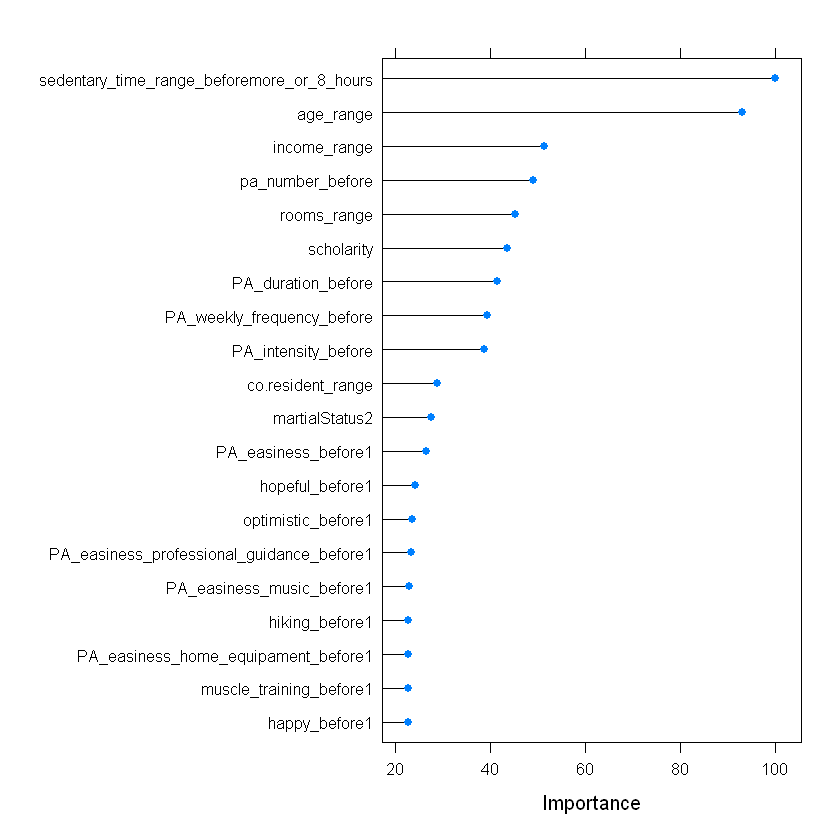 sedentary_time_range_beforemore_or_8_hours
age_range
income_range
pa_number_before
rooms_range
scholarity
PA_duration_before
PA_weekly_frequency_before
PA_intensity_before
co.resident_range
martialStatus2
PA_easiness_before1
hopeful_before1
optimistic_before1
PA_easiness_professional_guidance_before1
PA_easiness_music_before1
hiking_before1
PA_easiness_home_equipament_before1
muscle_training_before1
happy_before1
20 40 60 80 100
Importance